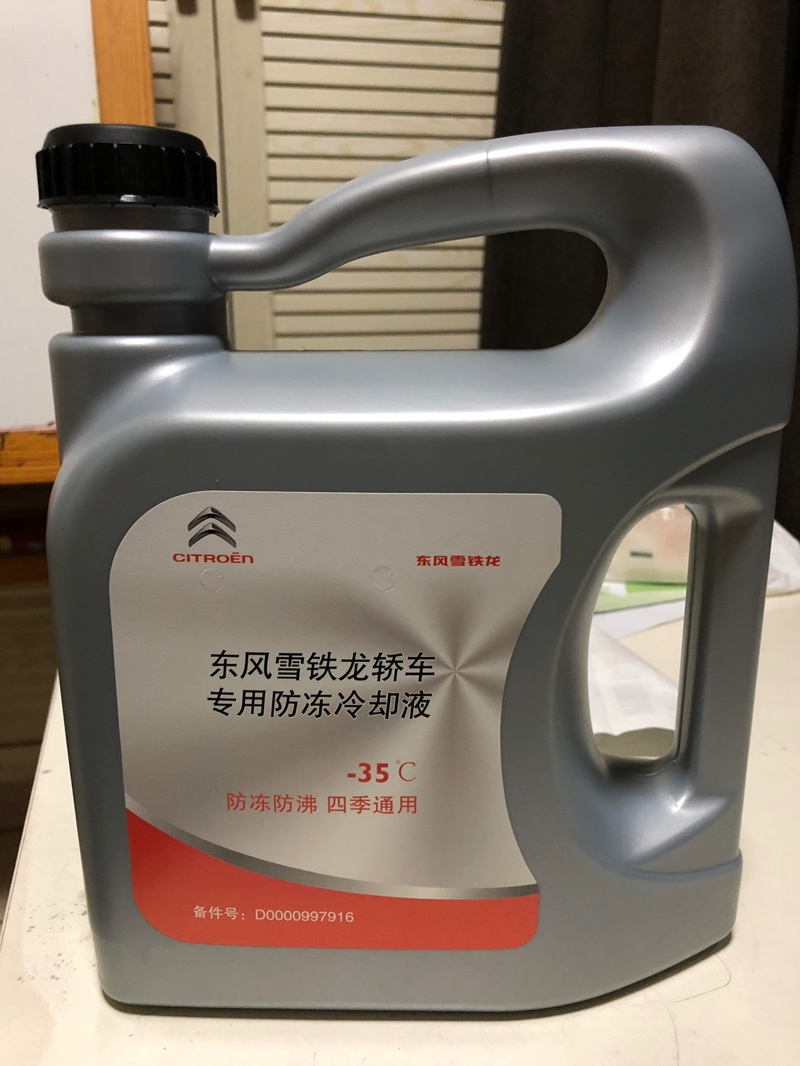 CITROËN
东风雪铁龙
东风雪铁龙轿车
专用防冻冷却液
-35℃
防冻防沸 四季通用
备件号：D0000997916